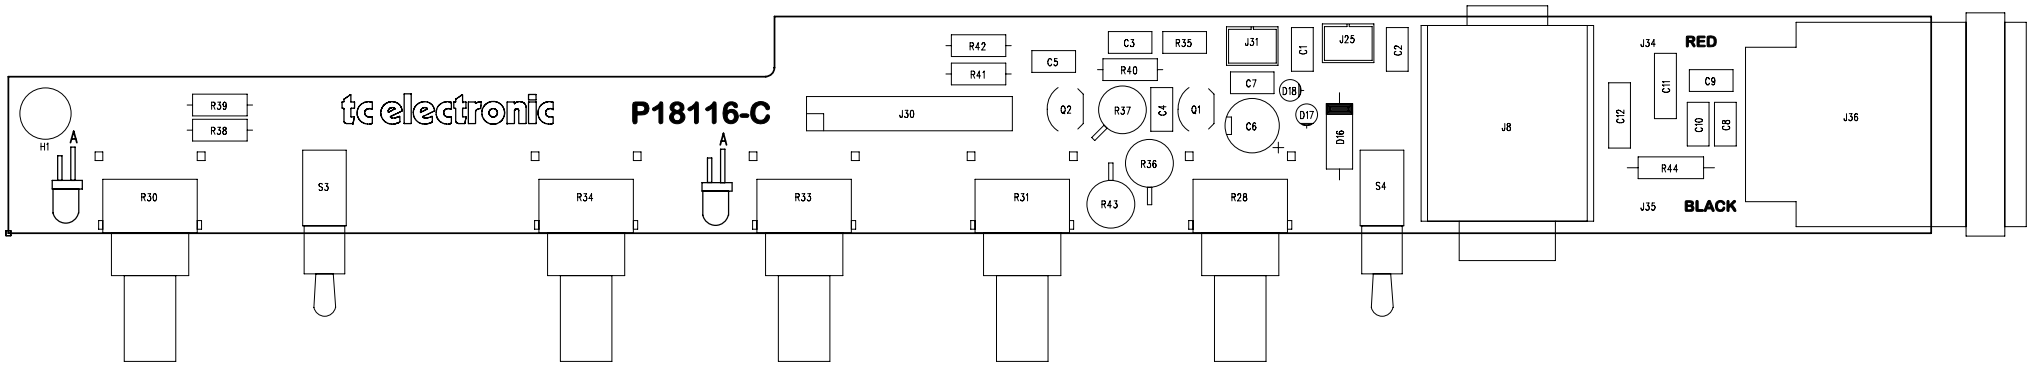 R42
R41
C5
C3
R35
R40
J31
C1
J25
C2
C7
D18
D17
J34
RED
C11
C9
R39
R38
tc electronic
P18116-C
J30
Q2
R37
C4
Q1
C6
+
D16
J8
C12
C10
C8
J36
H1
A
A
R30
S3
R34
R33
R31
R36
R43
R28
S4
R44
J35
BLACK